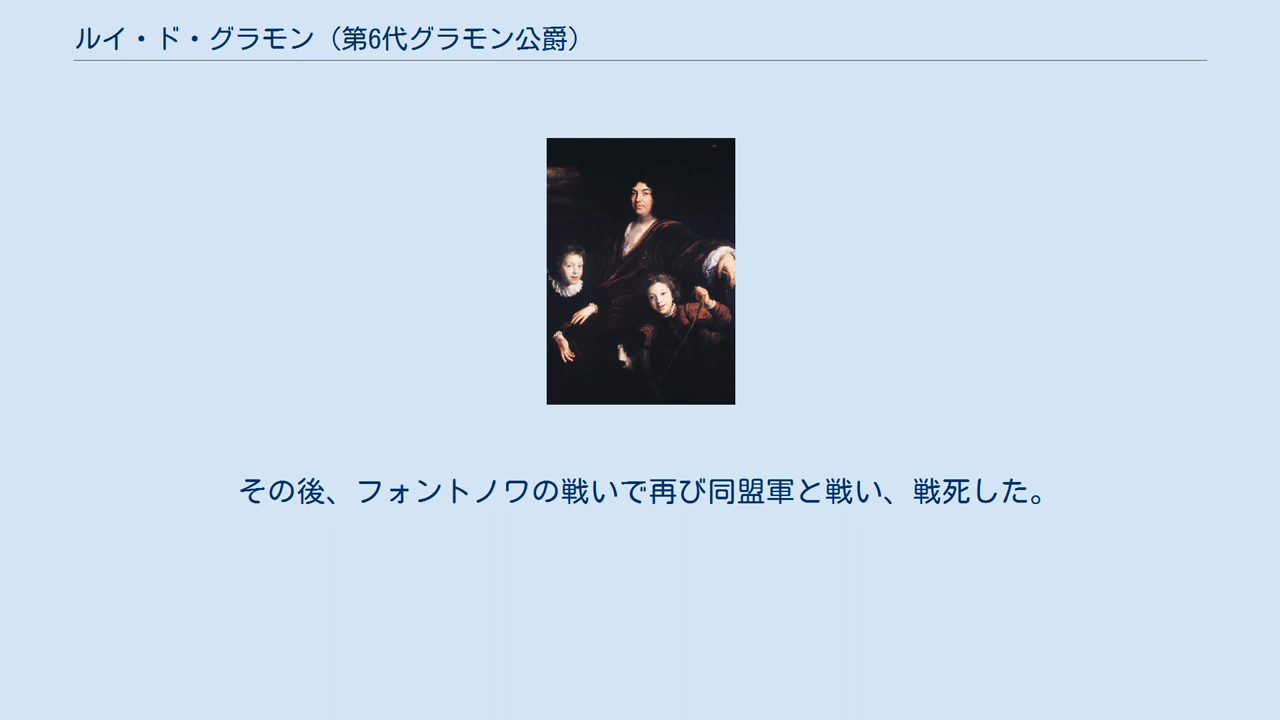 ルイ・ド・グラモン（第6代グラモン公爵）
その後、フォントノワの戦いで再び同盟軍と戦い、戦死した。